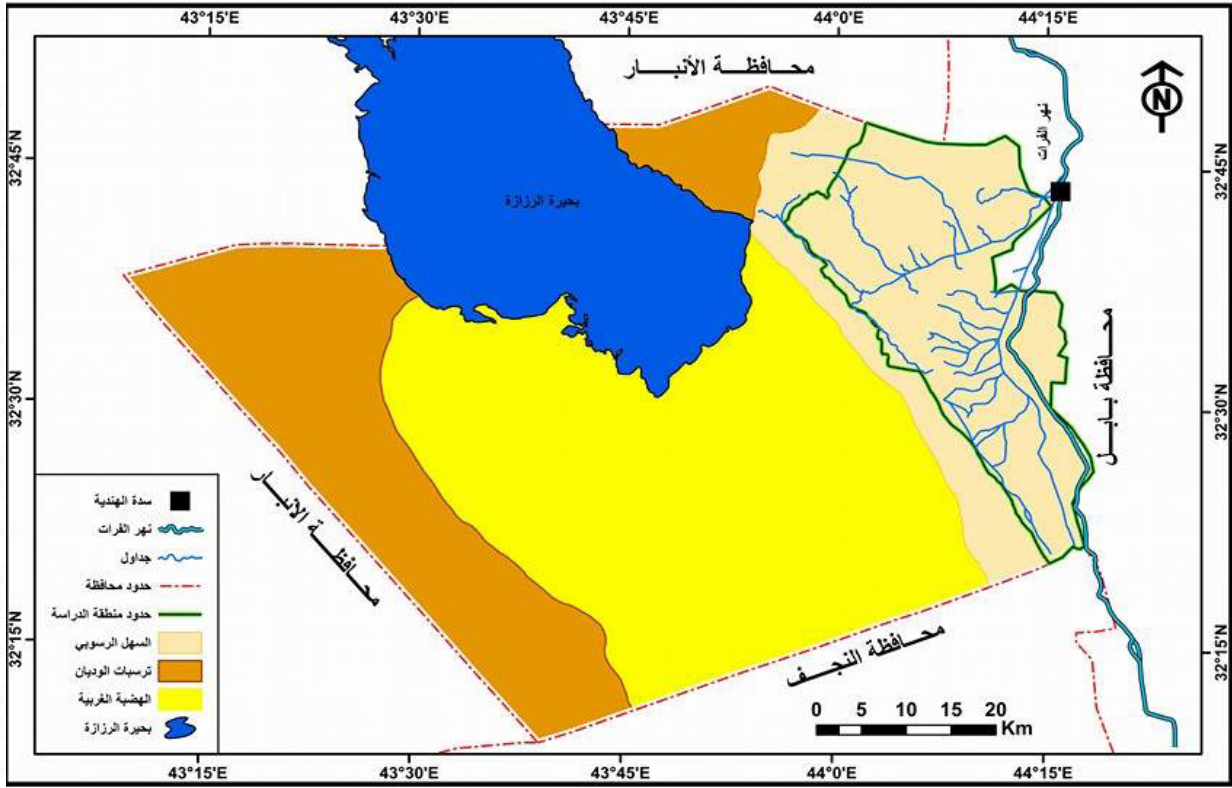 43°15'E 43°30'E 43°45'E 44°0'E 44°15'E
محافظة الأنبار
N
نهر الفرات
32°45'N 32°45'N
بحيرة الرزازة
محافظة بابل
32°30'N 32°30'N
محافظة الانبار
محافظة النجف
32°15'N 32°15'N
سدة الهندية
نهر الفرات
جداول
حدود محافظة
حدود منطقة الدراسة
السهل الرسوبي
ترسبات الوديان
الهضبة الغربية
بحيرة الرزازة
0 5 10 15 20
Km
43°15'E 43°30'E 43°45'E 44°0'E 44°15'E